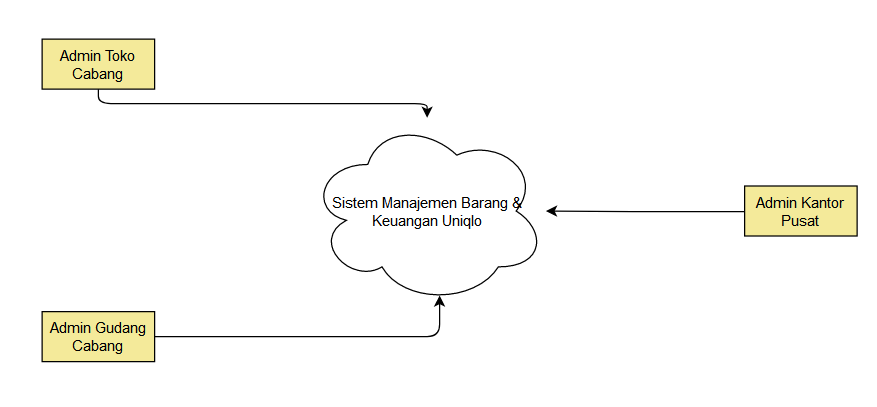 Admin Toko
Cabang
Sistem Manajemen Barang &
Keuangan Uniqlo
Admin Kantor
Pusat
Admin Gudang
Cabang